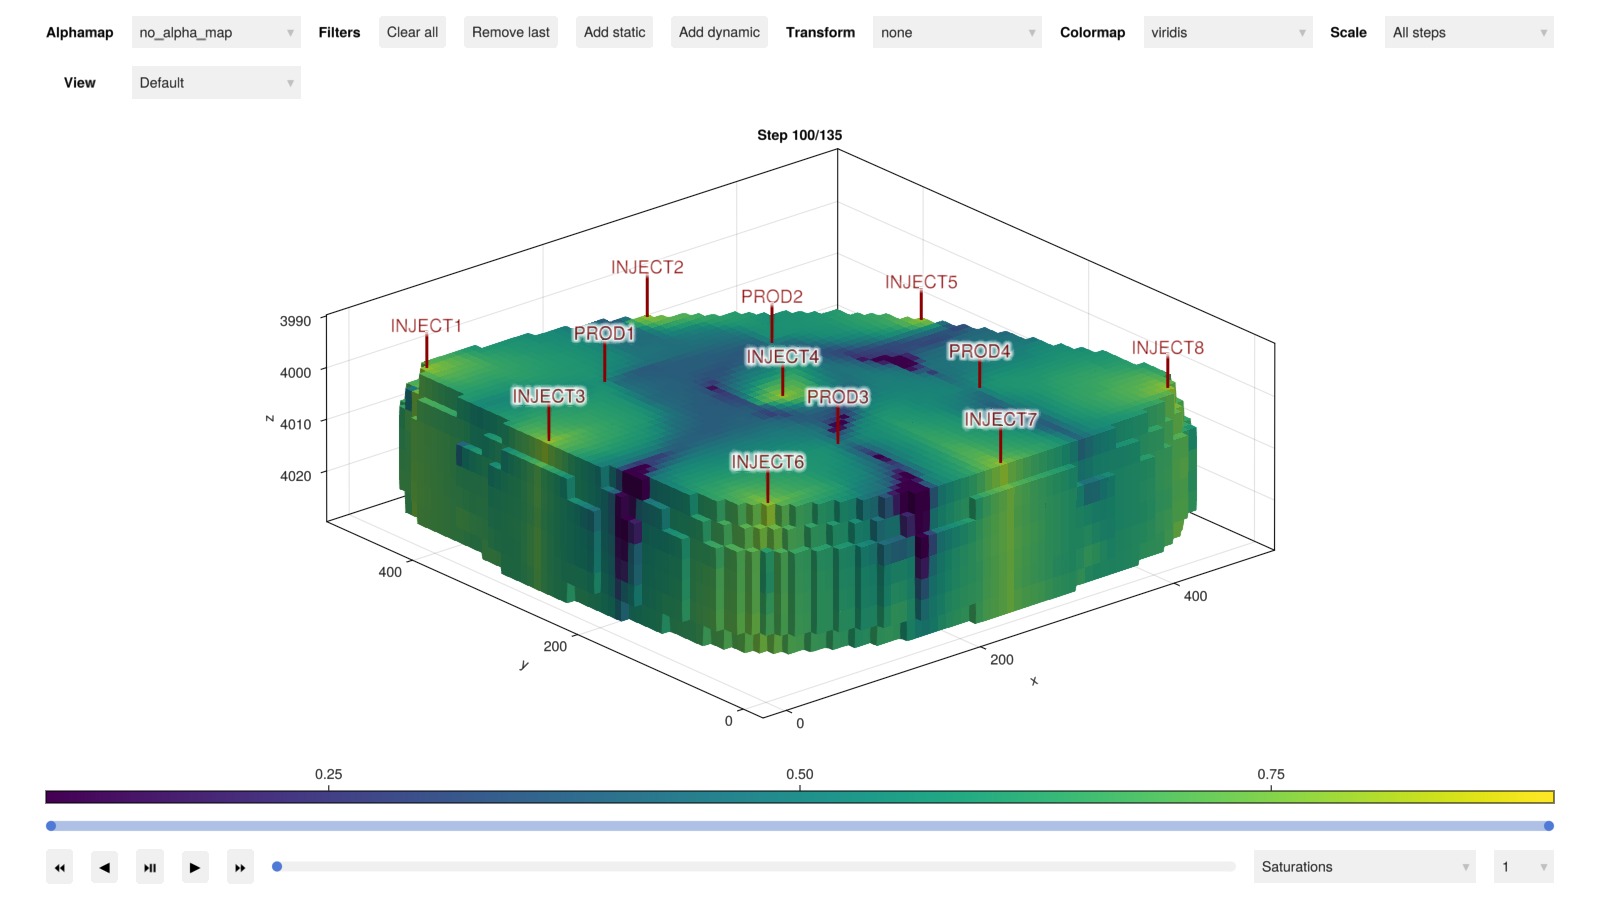 Alphamap no_alpha_map Filters Clear all Remove last Add static Add dynamic Transform none Colormap viridis Scale All steps
View Default
Step 100/135
INJECT2
INJECT5
PROD2
INJECT1
PROD1
INJECT8
PROD4
INJECT4
INJECT3
PROD3
INJECT7
INJECT6
3990
4000
4010
4020
z
400
200
0
y
0
200
400
x
0.25 0.50 0.75
Saturations 1